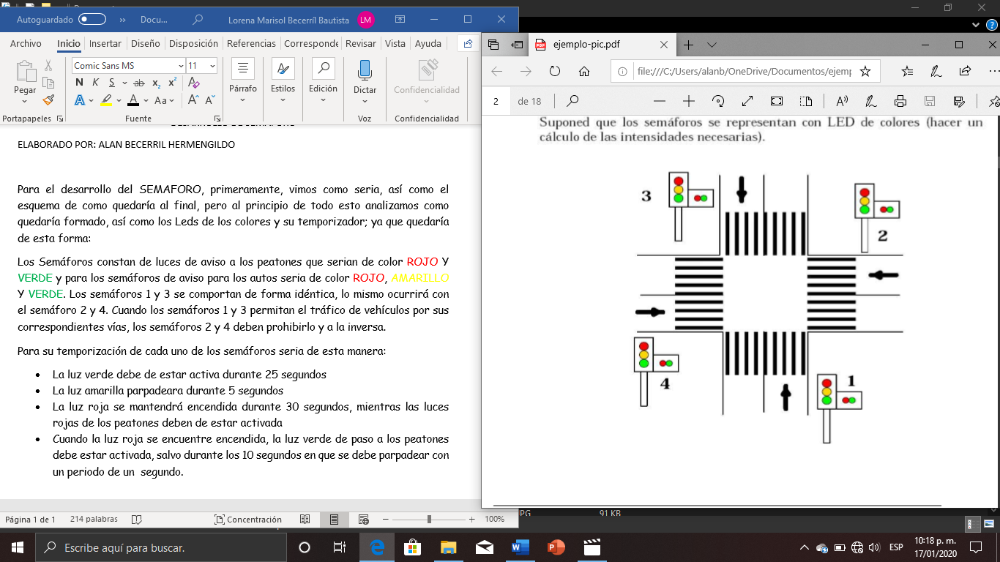 Autoguardado
Docu...
Lorena Marisol Becerríl Bautista
LM
Archivo Inicio Insertar Diseño Disposición Referencias Corresponde Revisar Vista Ayuda
Comic Sans MS 11
Pegar
N K S ab x₂ x²
A A Aa A A
Párrafo
Estilos
Edición
Dictar
Confidencialidad
Portapapeles Fuente Voz Confidencialidad
ELABORADO POR: ALAN BECERRIL HERMENGILDO
Para el desarrollo del SEMAFORO, primeramente, vimos como seria, así como el
esquema de como quedaría al final, pero al principio de todo esto analizamos como
quedaría formado, así como los Leds de los colores y su temporizador; ya que quedaría
de esta forma:
Los Semáforos constan de luces de aviso a los peatones que serian de color ROJO Y
VERDE y para los semáforos de aviso para los autos seria de color ROJO, AMARILLO
Y VERDE. Los semáforos 1 y 3 se comportan de forma idéntica, lo mismo ocurrirá con
el semáforo 2 y 4. Cuando los semáforos 1 y 3 permitan el tráfico de vehículos por sus
correspondientes vías, los semáforos 2 y 4 deben prohibirlo y a la inversa.
Para su temporización de cada uno de los semáforos seria de esta manera:
• La luz verde debe de estar activa durante 25 segundos
• La luz amarilla parpadeara durante 5 segundos
• La luz roja se mantendrá encendida durante 30 segundos, mientras las luces
rojas de los peatones deben de estar activada
• Cuando la luz roja se encuentre encendida, la luz verde de paso a los peatones
debe estar activada, salvo durante los 10 segundos en que se debe parpadear con
un periodo de un segundo.
Página 1 de 1 214 palabras Concentración 100%
ejemplo-pic.pdf
file:///C:/Users/alanb/OneDrive/Documentos/ejemp
2 de 18
Suponed que los semáforos se representan con LED de colores (hacer un
cálculo de las intensidades necesarias).
3
2
4
1
PG 91 KB
Escribe aquí para buscar.
ESP
10:18 p. m.
17/01/2020